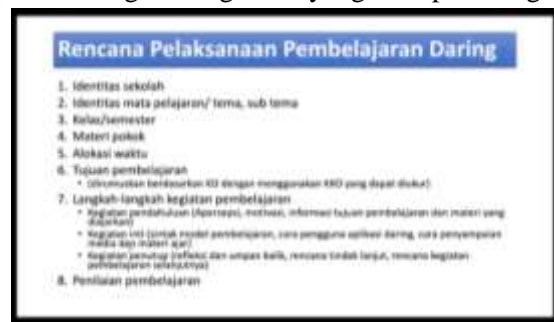 Rencana Pelaksanaan Pembelajaran Daring
1. Identitas sekolah
2. Identitas mata pelajaran/ tema, sub tema
3. Kelas/semester
4. Materi pokok
5. Alokasi waktu
6. Tujuan pembelajaran
• (dirumuskan berdasarkan KD dengan menggunakan KKO yang dapat diukur)
7. Langkah-langkah kegiatan pembelajaran
• Kegiatan pendahuluan (Apersepsi, motivasi, informasi tujuan pembelajaran dan materi yang
diajarkan)
• Kegiatan inti (sintak model pembelajaran, cara pengguna aplikasi daring, cara penyampaian
media dan materi ajar)
• Kegiatan penutup (refleksi dan umpan balik, rencana tindak lanjut, rencana kegiatan
pembelajaran selanjutnya)
8. Penilaian pembelajaran